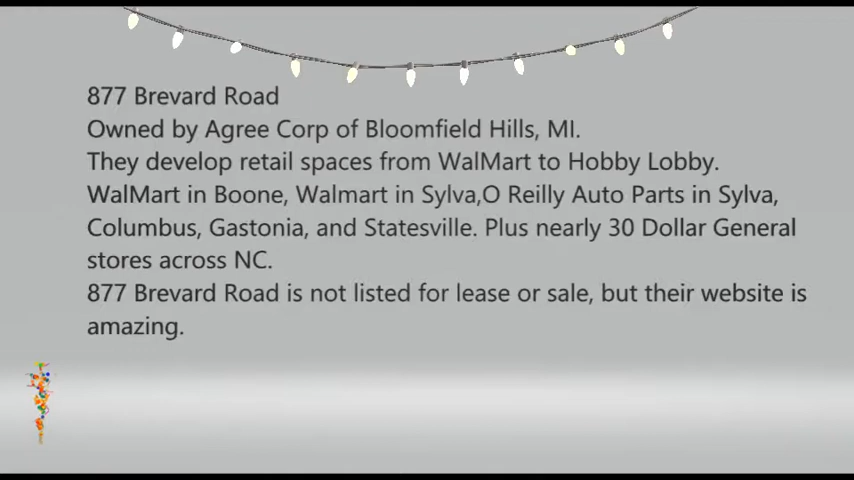 877 Brevard Road
Owned by Agree Corp of Bloomfield Hills, MI.
They develop retail spaces from WalMart to Hobby Lobby.
WalMart in Boone, Walmart in Sylva,O Reilly Auto Parts in Sylva,
Columbus, Gastonia, and Statesville. Plus nearly 30 Dollar General
stores across NC.
877 Brevard Road is not listed for lease or sale, but their website is
amazing.